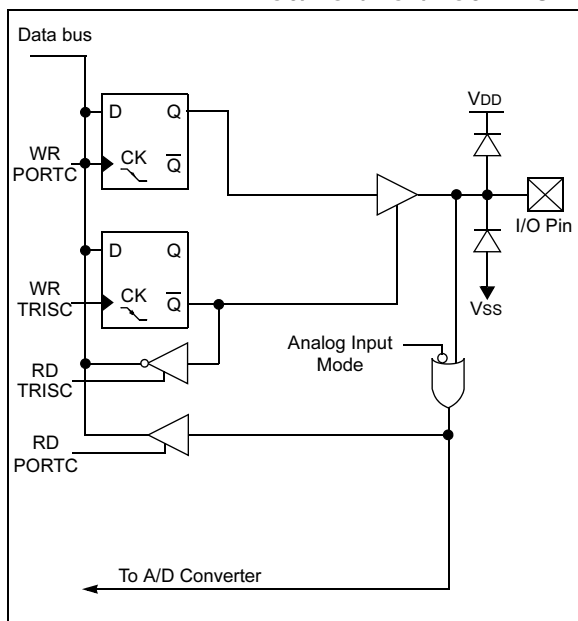 Data bus
D Q
WR
PORTC
CK Q
VDD
I/O Pin
D Q
WR
TRISC
CK Q
VSS
Analog Input
Mode
RD
TRISC
RD
PORTC
To A/D Converter